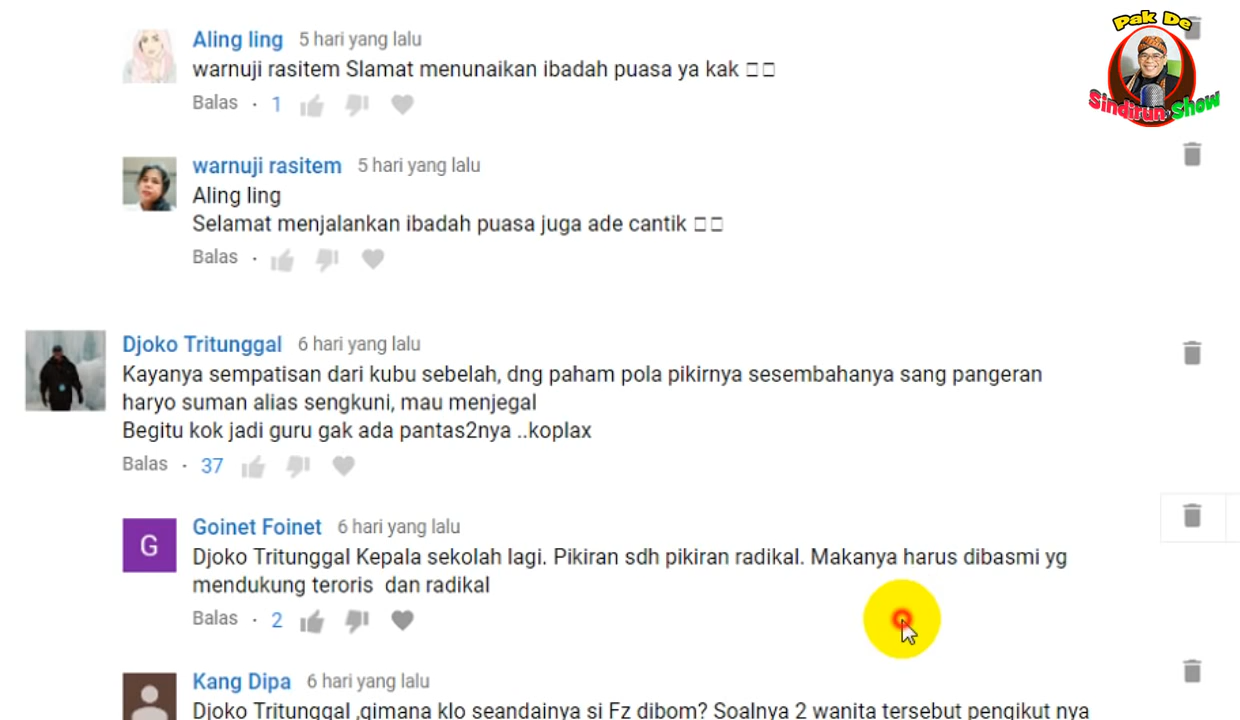 Pak De
Sindirun Show
Aling ling 5 hari yang lalu
warnuji rasitem Slamat menunaikan ibadah puasa ya kak
Balas · 1
warnuji rasitem 5 hari yang lalu
Aling ling
Selamat menjalankan ibadah puasa juga ade cantik
Balas ·
Djoko Tritunggal 6 hari yang lalu
Kayanya sempatisan dari kubu sebelah, dng paham pola pikirnya sesembahanya sang pangeran
haryo suman alias sengkuni, mau menjegal
Begitu kok jadi guru gak ada pantas2nya ..koplax
Balas · 37
G
Goinet Foinet 6 hari yang lalu
Djoko Tritunggal Kepala sekolah lagi. Pikiran sdh pikiran radikal. Makanya harus dibasmi yg
mendukung teroris dan radikal
Balas · 2
Kang Dipa 6 hari yang lalu
Djoko Tritunggal ,gimana klo seandainya si Fz dibom? Soalnya 2 wanita tersebut pengikut nya